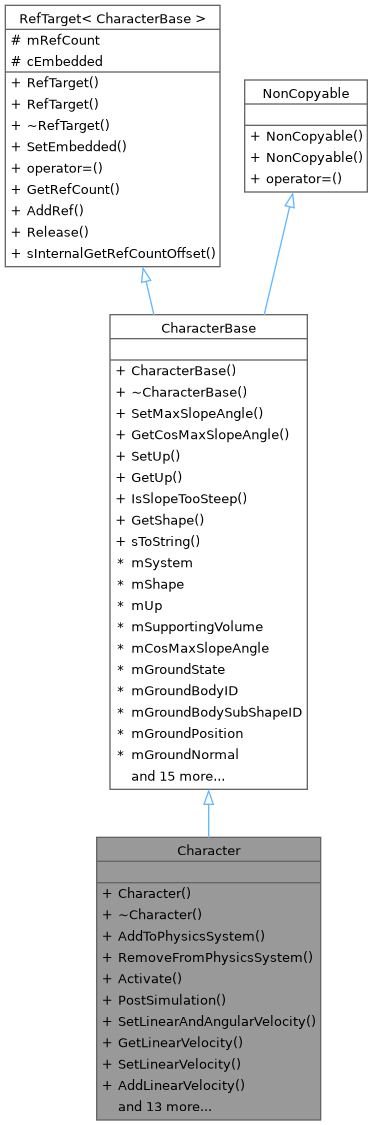 RefTarget< CharacterBase >
# mRefCount
# cEmbedded
+ RefTarget()
+ RefTarget()
+ ~RefTarget()
+ SetEmbedded()
+ operator=()
+ GetRefCount()
+ AddRef()
+ Release()
+ sInternalGetRefCountOffset()
NonCopyable
+ NonCopyable()
+ NonCopyable()
+ operator=()
CharacterBase
+ CharacterBase()
+ ~CharacterBase()
+ SetMaxSlopeAngle()
+ GetCosMaxSlopeAngle()
+ SetUp()
+ GetUp()
+ IsSlopeTooSteep()
+ GetShape()
+ sToString()
* mSystem
* mShape
* mUp
* mSupportingVolume
* mCosMaxSlopeAngle
* mGroundState
* mGroundBodyID
* mGroundBodySubShapeID
* mGroundPosition
* mGroundNormal
and 15 more...
Character
+ Character()
+ ~Character()
+ AddToPhysicsSystem()
+ RemoveFromPhysicsSystem()
+ Activate()
+ PostSimulation()
+ SetLinearAndAngularVelocity()
+ GetLinearVelocity()
+ SetLinearVelocity()
+ AddLinearVelocity()
and 13 more...